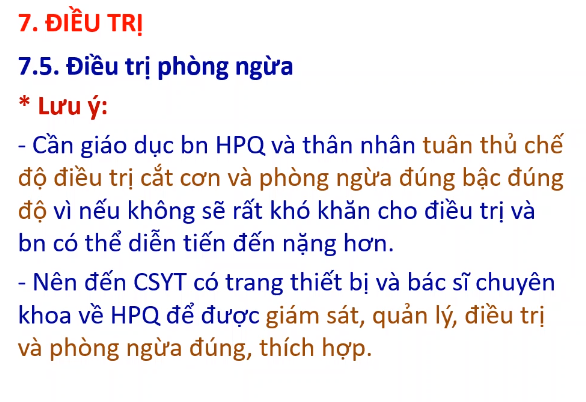 7. ĐIỀU TRỊ
7.5. Điều trị phòng ngừa
* Lưu ý:
- Cần giáo dục bn HPQ và thân nhân tuân thủ chế
độ điều trị cắt cơn và phòng ngừa đúng bậc đúng
độ vì nếu không sẽ rất khó khăn cho điều trị và
bn có thể diễn tiến đến nặng hơn.
- Nên đến CSYT có trang thiết bị và bác sĩ chuyên
khoa về HPQ để được giám sát, quản lý, điều trị
và phòng ngừa đúng, thích hợp.